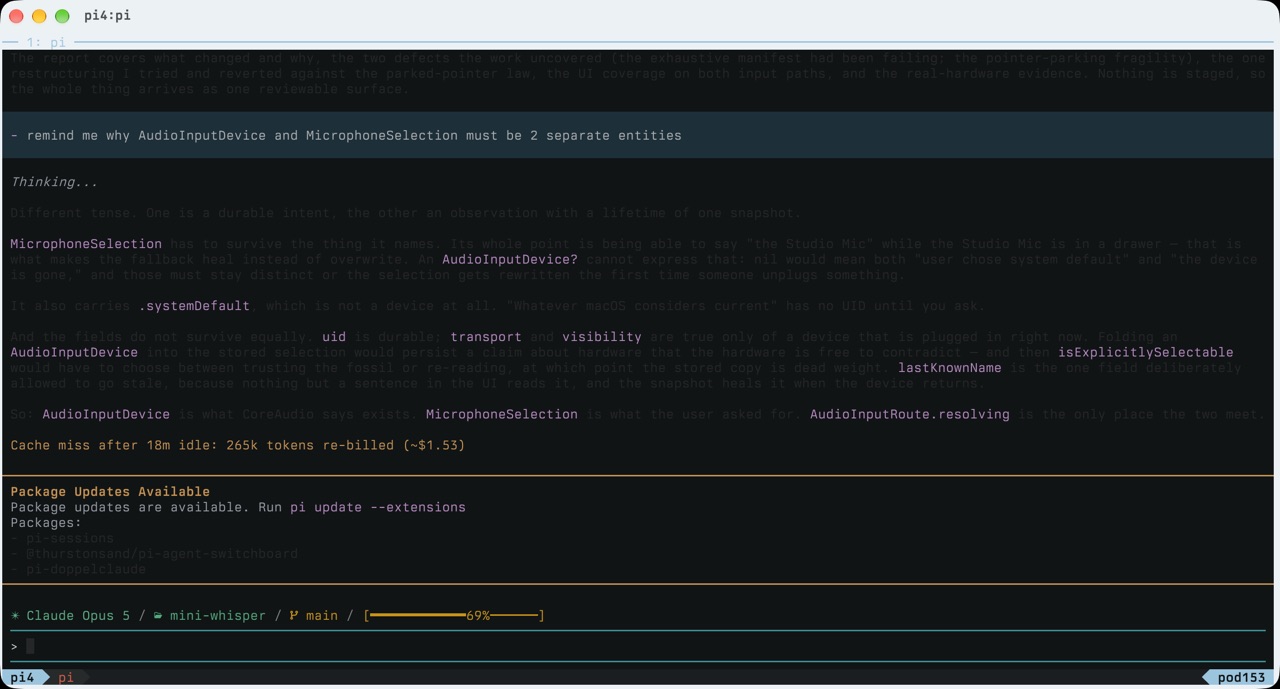 pi4:pi
1: pi
The report covers what changed and why, the two defects the work uncovered (the exhaustive manifest had been failing; the pointer-parking fragility), the one
restructuring I tried and reverted against the parked-pointer law, the UI coverage on both input paths, and the real-hardware evidence. Nothing is staged, so
the whole thing arrives as one reviewable surface.
- remind me why AudioInputDevice and MicrophoneSelection must be 2 separate entities
Thinking...
Different tense. One is a durable intent, the other an observation with a lifetime of one snapshot.
MicrophoneSelection has to survive the thing it names. Its whole point is being able to say "the Studio Mic" while the Studio Mic is in a drawer — that is
what makes the fallback heal instead of overwrite. An AudioInputDevice? cannot express that: nil would mean both "user chose system default" and "the device
is gone," and those must stay distinct or the selection gets rewritten the first time someone unplugs something.
It also carries .systemDefault, which is not a device at all. "Whatever macOS considers current" has no UID until you ask.
And the fields do not survive equally. uid is durable; transport and visibility are true only of a device that is plugged in right now. Folding an
AudioInputDevice into the stored selection would persist a claim about hardware that the hardware is free to contradict — and then isExplicitlySelectable
would have to choose between trusting the fossil or re-reading, at which point the stored copy is dead weight. lastKnownName is the one field deliberately
allowed to go stale, because nothing but a sentence in the UI reads it, and the snapshot heals it when the device returns.
So: AudioInputDevice is what CoreAudio says exists. MicrophoneSelection is what the user asked for. AudioInputRoute.resolving is the only place the two meet.
Cache miss after 18m idle: 265k tokens re-billed (~$1.53)
Package Updates Available
Package updates are available. Run pi update --extensions
Packages:
- pi-sessions
- @thurstonsand/pi-agent-switchboard
- pi-doppelclaude
✴ Claude Opus 5 / mini-whisper / main / [69%]
>
pi4 pi pod153